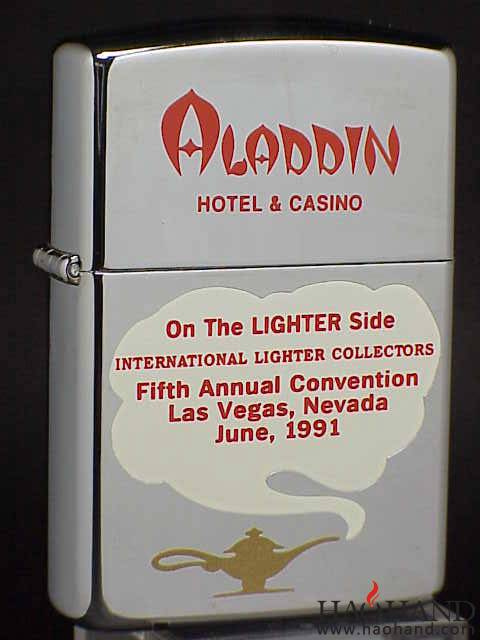 ALADDIN
HOTEL & CASINO
On The LIGHTER Side
INTERNATIONAL LIGHTER COLLECTORS
Fifth Annual Convention
Las Vegas, Nevada
June, 1991
HAOHAND
www.haohand.com